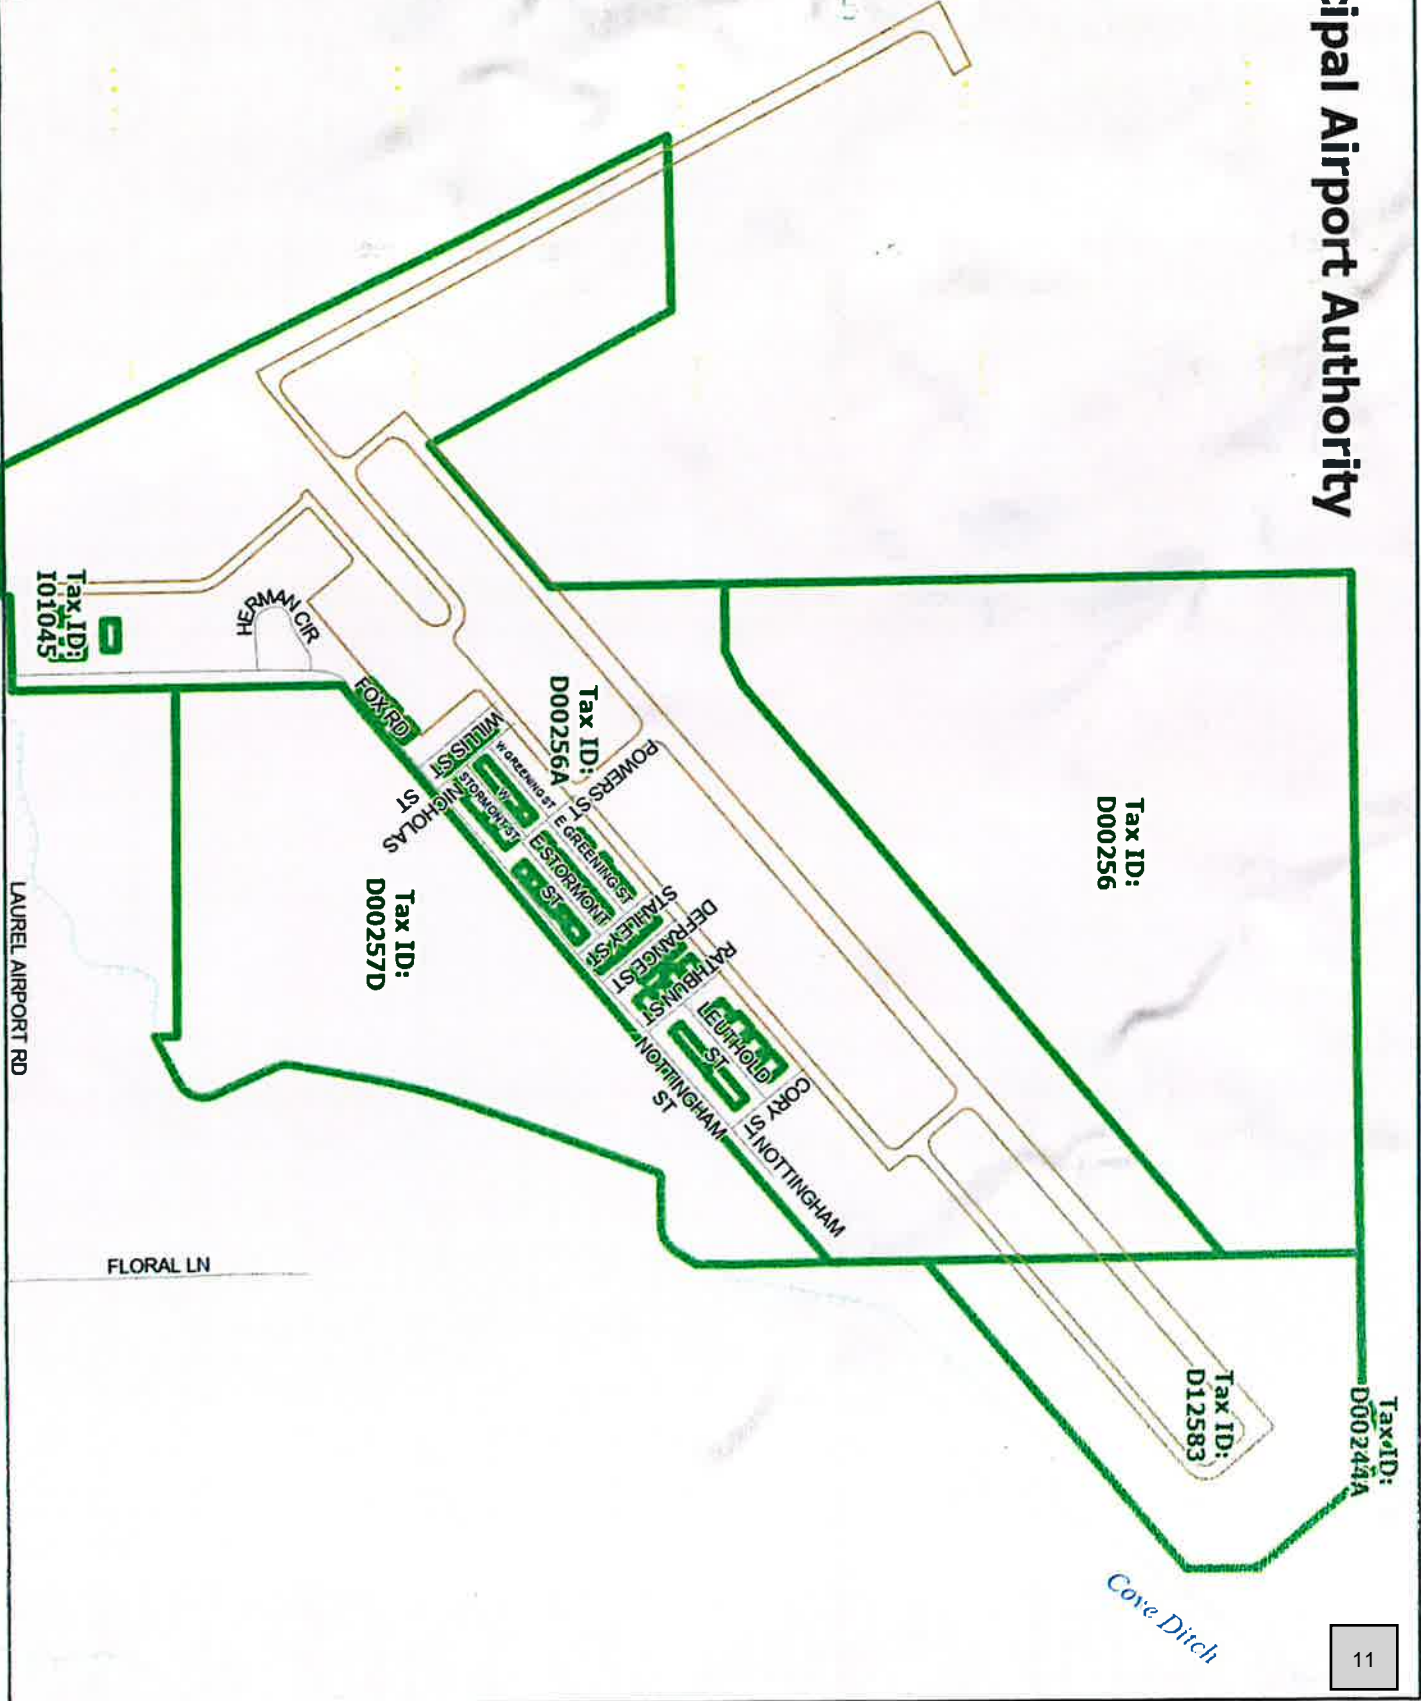 cipal Airport Authority
Tax ID:
D00244A
Tax ID:
D12583
Tax ID:
D00256
Tax ID:
D00256A
Tax ID:
D00257D
Tax ID:
I01045
HERMAN CIR
FOX RD
WILLIS ST
W GREENING ST
W
STORMONT ST
NICHOLAS
ST
POWERS ST
E GREENING ST
E STORMONT
ST
STAHLEY ST
DEFRANCE ST
RATHBUN ST
LEUTHOLD
ST
CORY ST
NOTTINGHAM
ST
NOTTINGHAM
LAUREL AIRPORT RD
FLORAL LN
Cove Ditch
11